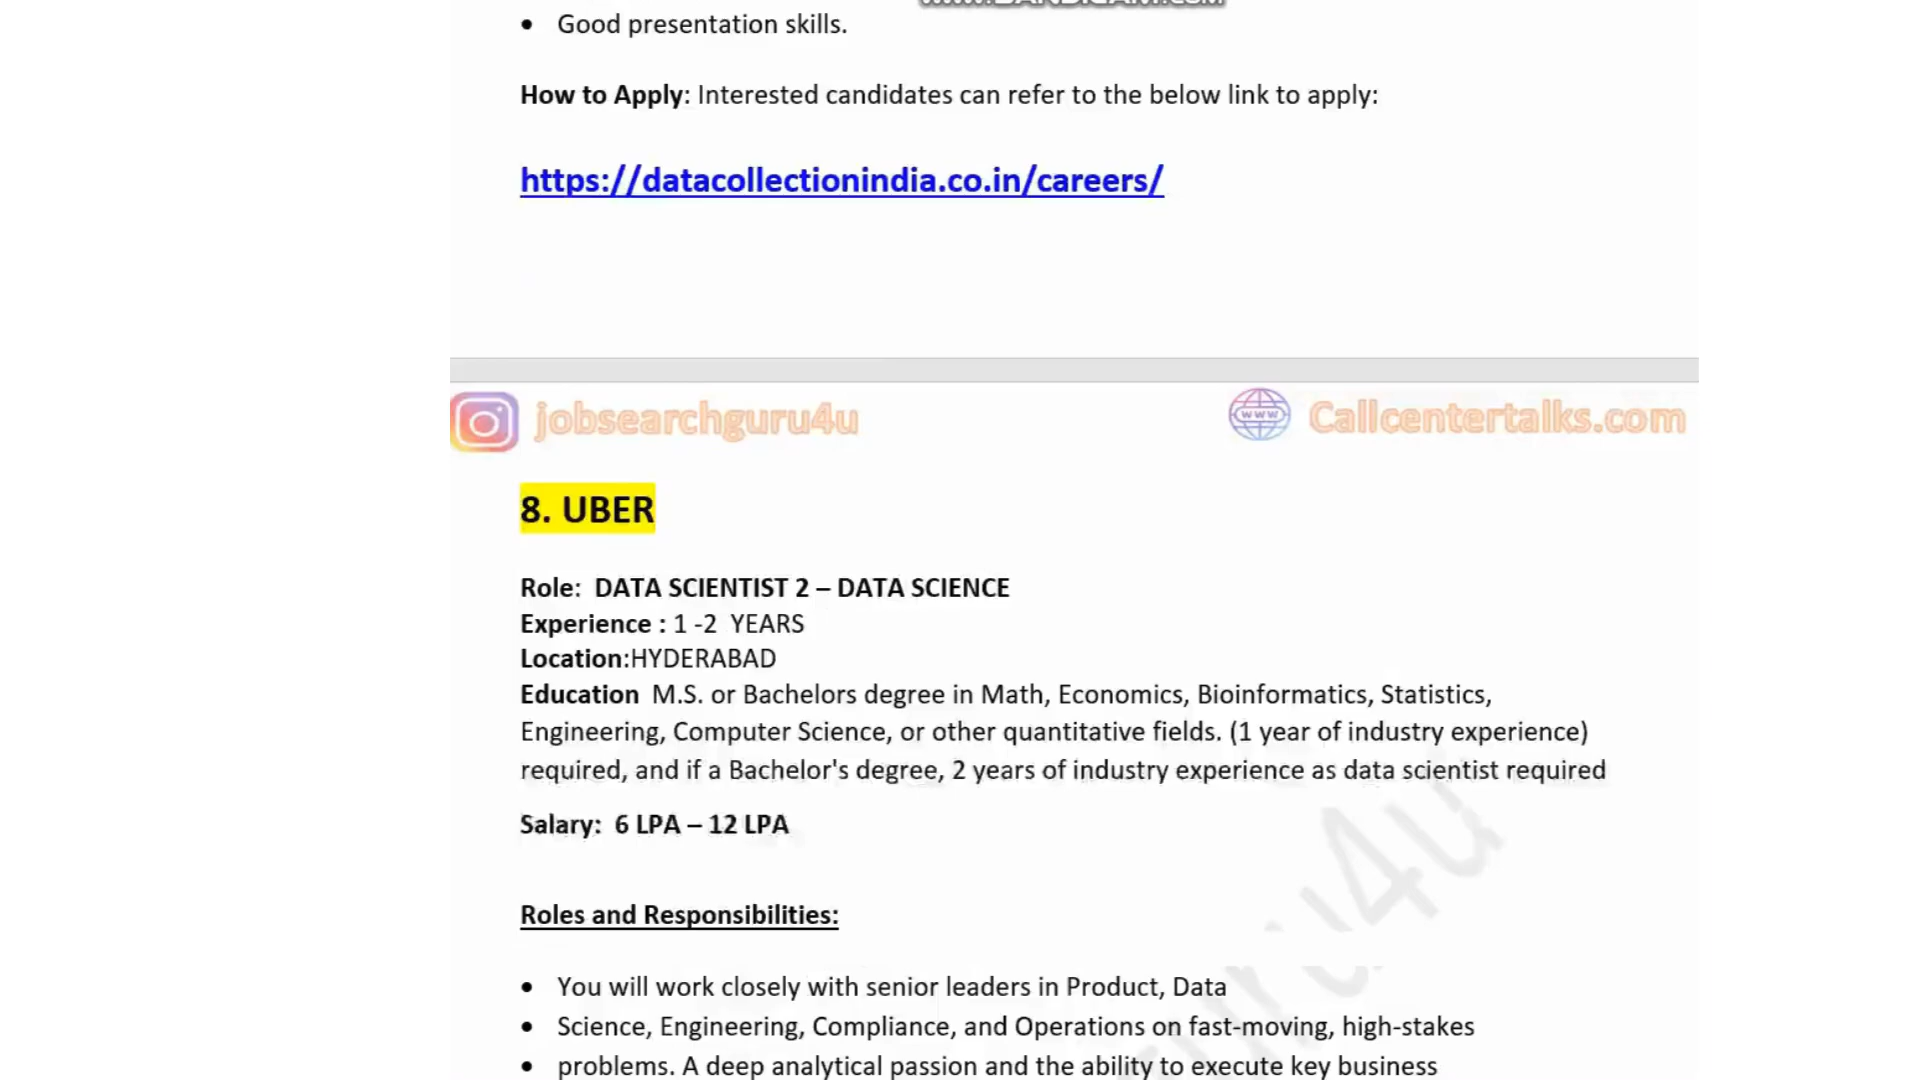 www.BANDICAM.com
• Good presentation skills.
How to Apply: Interested candidates can refer to the below link to apply:
https://datacollectionindia.co.in/careers/
jobsearchguru4u
www Callcentertalks.com
8. UBER
Role: DATA SCIENTIST 2 – DATA SCIENCE
Experience : 1 -2 YEARS
Location:HYDERABAD
Education M.S. or Bachelors degree in Math, Economics, Bioinformatics, Statistics,
Engineering, Computer Science, or other quantitative fields. (1 year of industry experience)
required, and if a Bachelor's degree, 2 years of industry experience as data scientist required
Salary: 6 LPA – 12 LPA
Roles and Responsibilities:
• You will work closely with senior leaders in Product, Data
• Science, Engineering, Compliance, and Operations on fast-moving, high-stakes
• problems. A deep analytical passion and the ability to execute key business